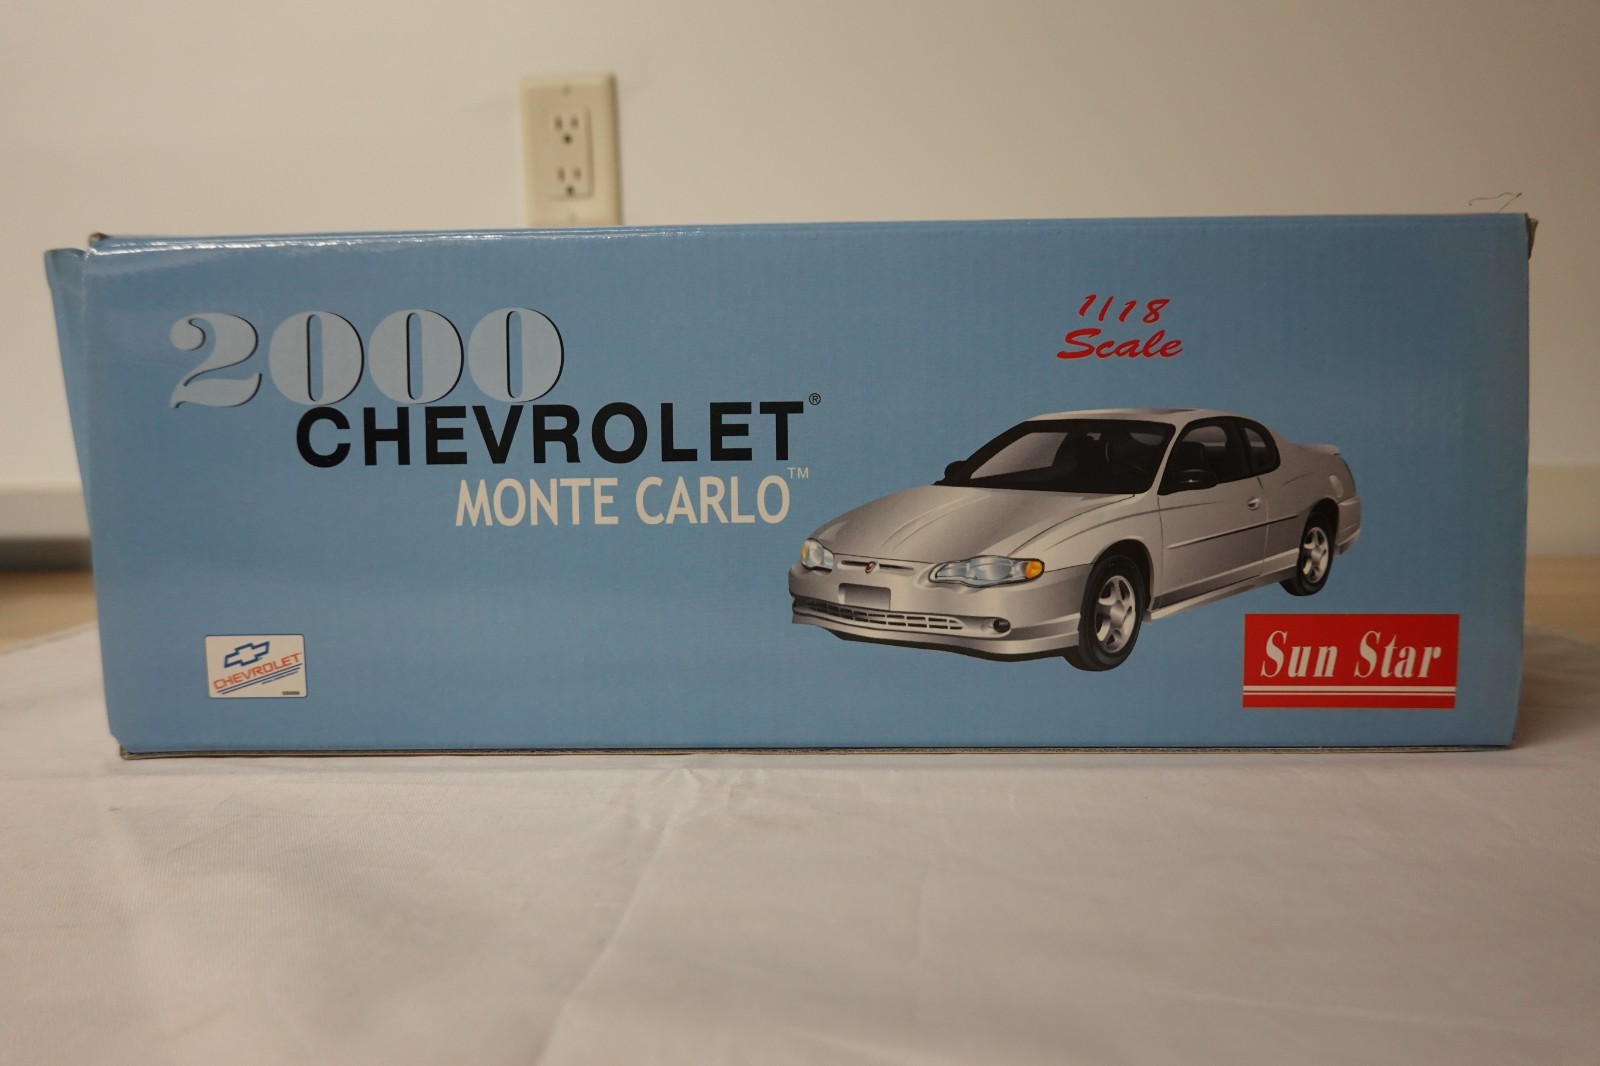 2000
CHEVROLET®
MONTE CARLO™
1/18
Scale
CHEVROLET
Sun Star